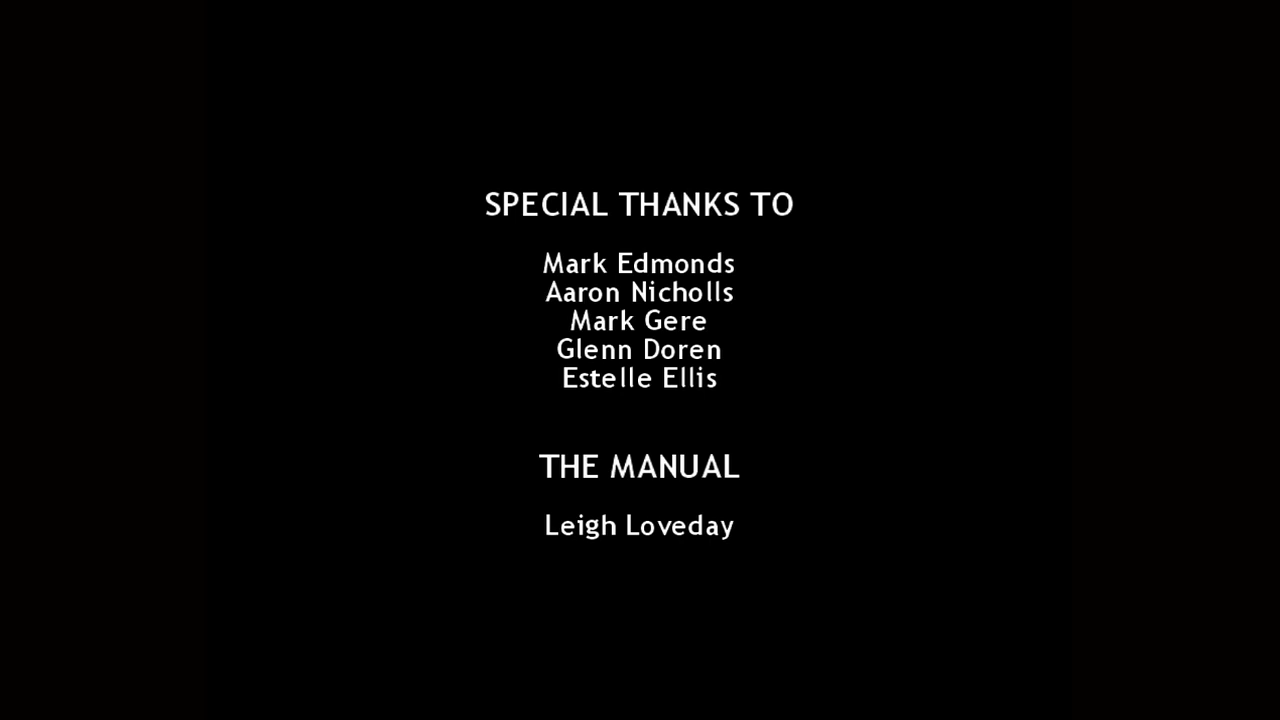 SPECIAL THANKS TO
Mark Edmonds
Aaron Nicholls
Mark Gere
Glenn Doren
Estelle Ellis
THE MANUAL
Leigh Loveday